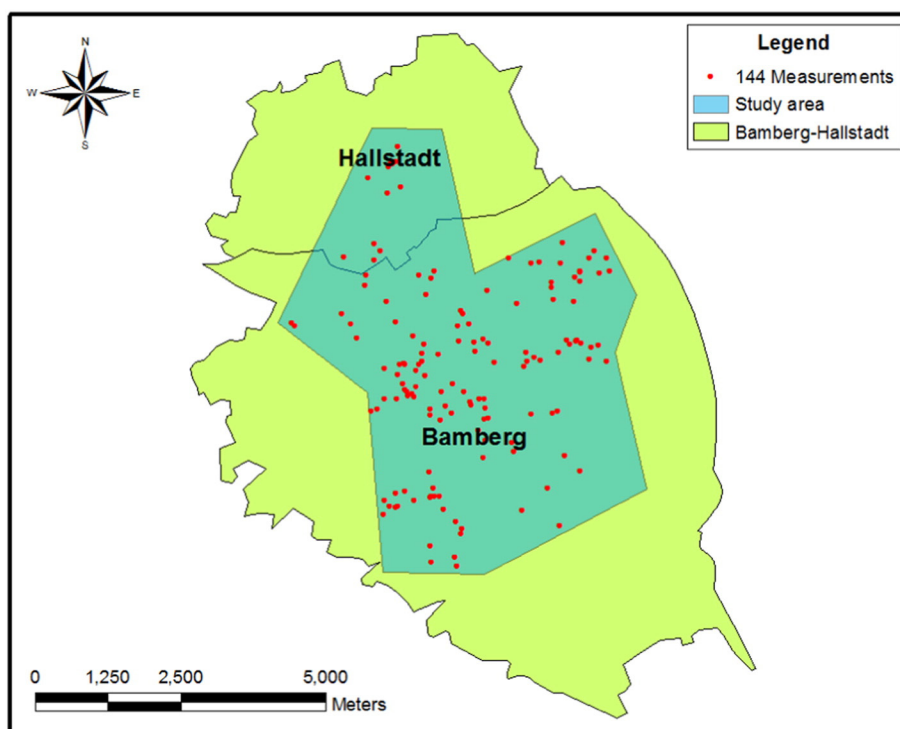 N
W E
S
Legend
144 Measurements
Study area
Bamberg-Hallstadt
Hallstadt
Bamberg
0 1,250 2,500 5,000
Meters